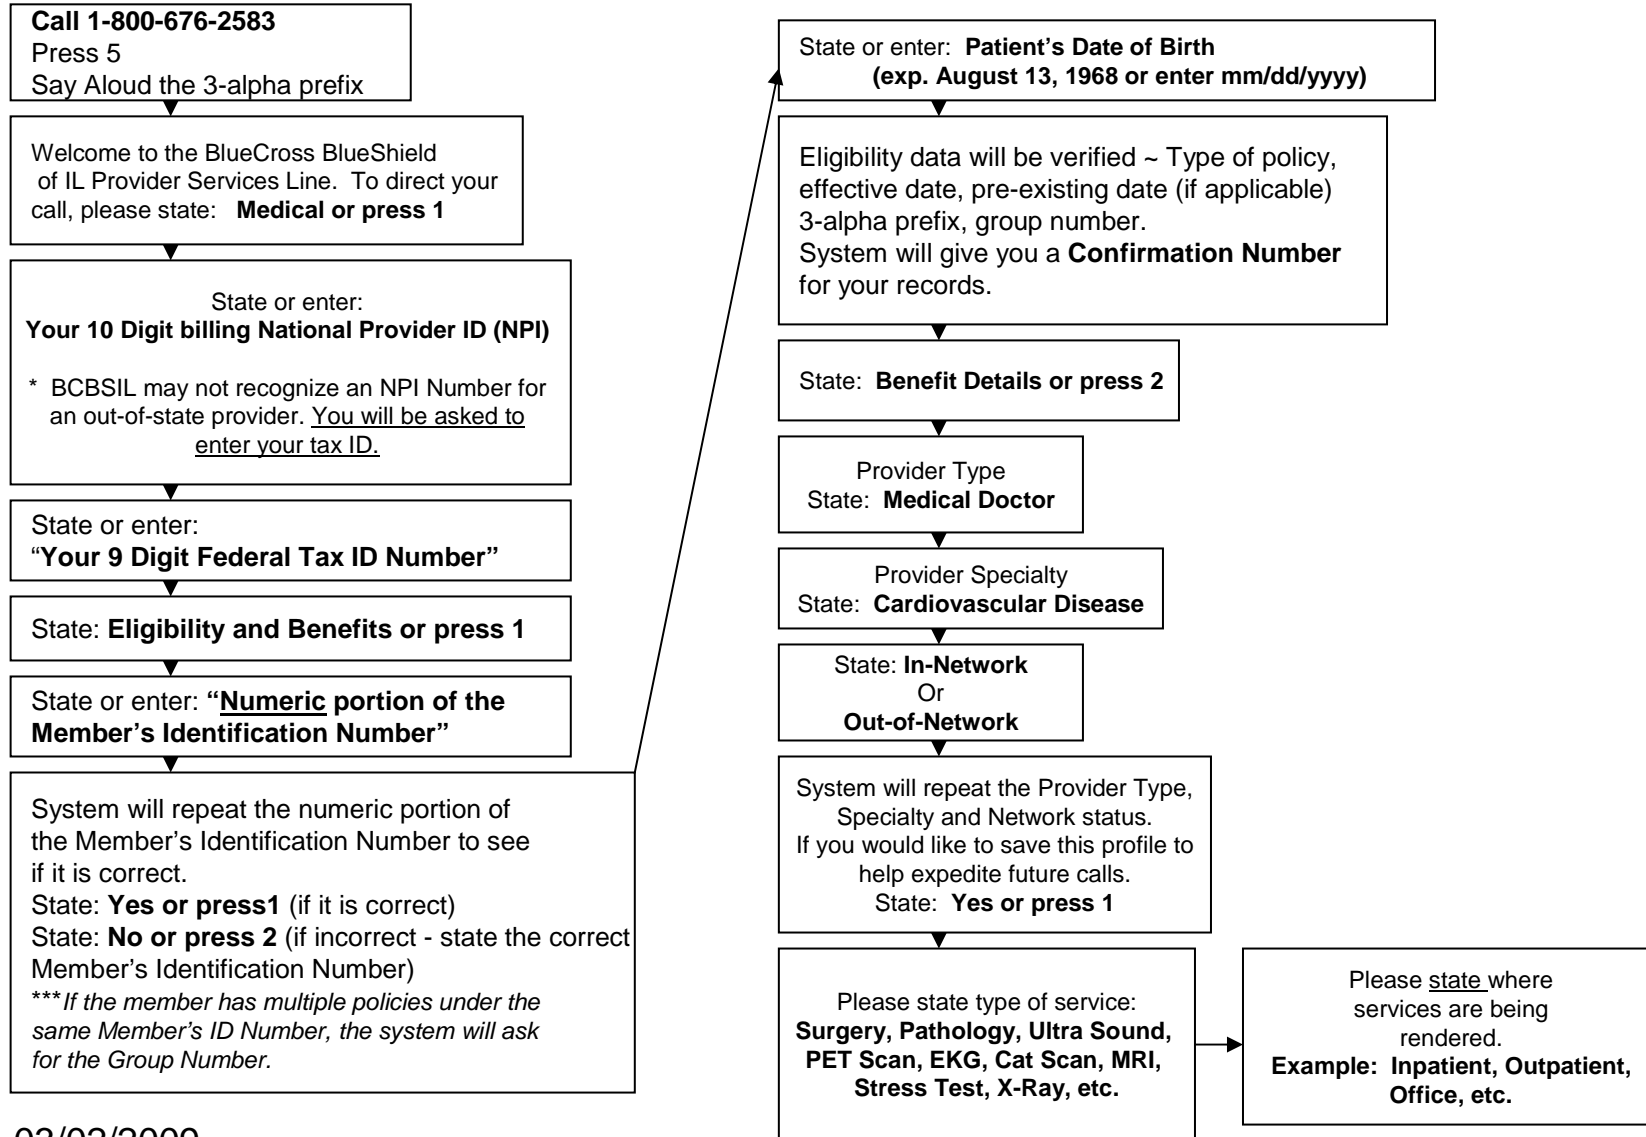 Call 1-800-676-2583
Press 5
Say Aloud the 3-alpha prefix
Welcome to the BlueCross BlueShield
of IL Provider Services Line. To direct your
call, please state: Medical or press 1
State or enter:
Your 10 Digit billing National Provider ID (NPI)
* BCBSIL may not recognize an NPI Number for
an out-of-state provider. You will be asked to
enter your tax ID.
State or enter:
“Your 9 Digit Federal Tax ID Number”
State: Eligibility and Benefits or press 1
State or enter: “Numeric portion of the
Member’s Identification Number”
System will repeat the numeric portion of
the Member’s Identification Number to see
if it is correct.
State: Yes or press1 (if it is correct)
State: No or press 2 (if incorrect - state the correct
Member’s Identification Number)
***If the member has multiple policies under the
same Member’s ID Number, the system will ask
for the Group Number.
State or enter: Patient’s Date of Birth
(exp. August 13, 1968 or enter mm/dd/yyyy)
Eligibility data will be verified ~ Type of policy,
effective date, pre-existing date (if applicable)
3-alpha prefix, group number.
System will give you a Confirmation Number
for your records.
State: Benefit Details or press 2
Provider Type
State: Medical Doctor
Provider Specialty
State: Cardiovascular Disease
State: In-Network
Or
Out-of-Network
System will repeat the Provider Type,
Specialty and Network status.
If you would like to save this profile to
help expedite future calls.
State: Yes or press 1
Please state type of service:
Surgery, Pathology, Ultra Sound,
PET Scan, EKG, Cat Scan, MRI,
Stress Test, X-Ray, etc.
Please state where
services are being
rendered.
Example: Inpatient, Outpatient,
Office, etc.